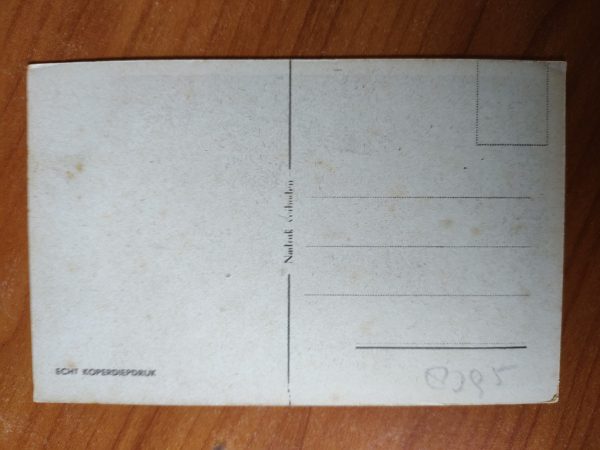 Nadruk verboden
ECHT KOPERDIEPDRUK